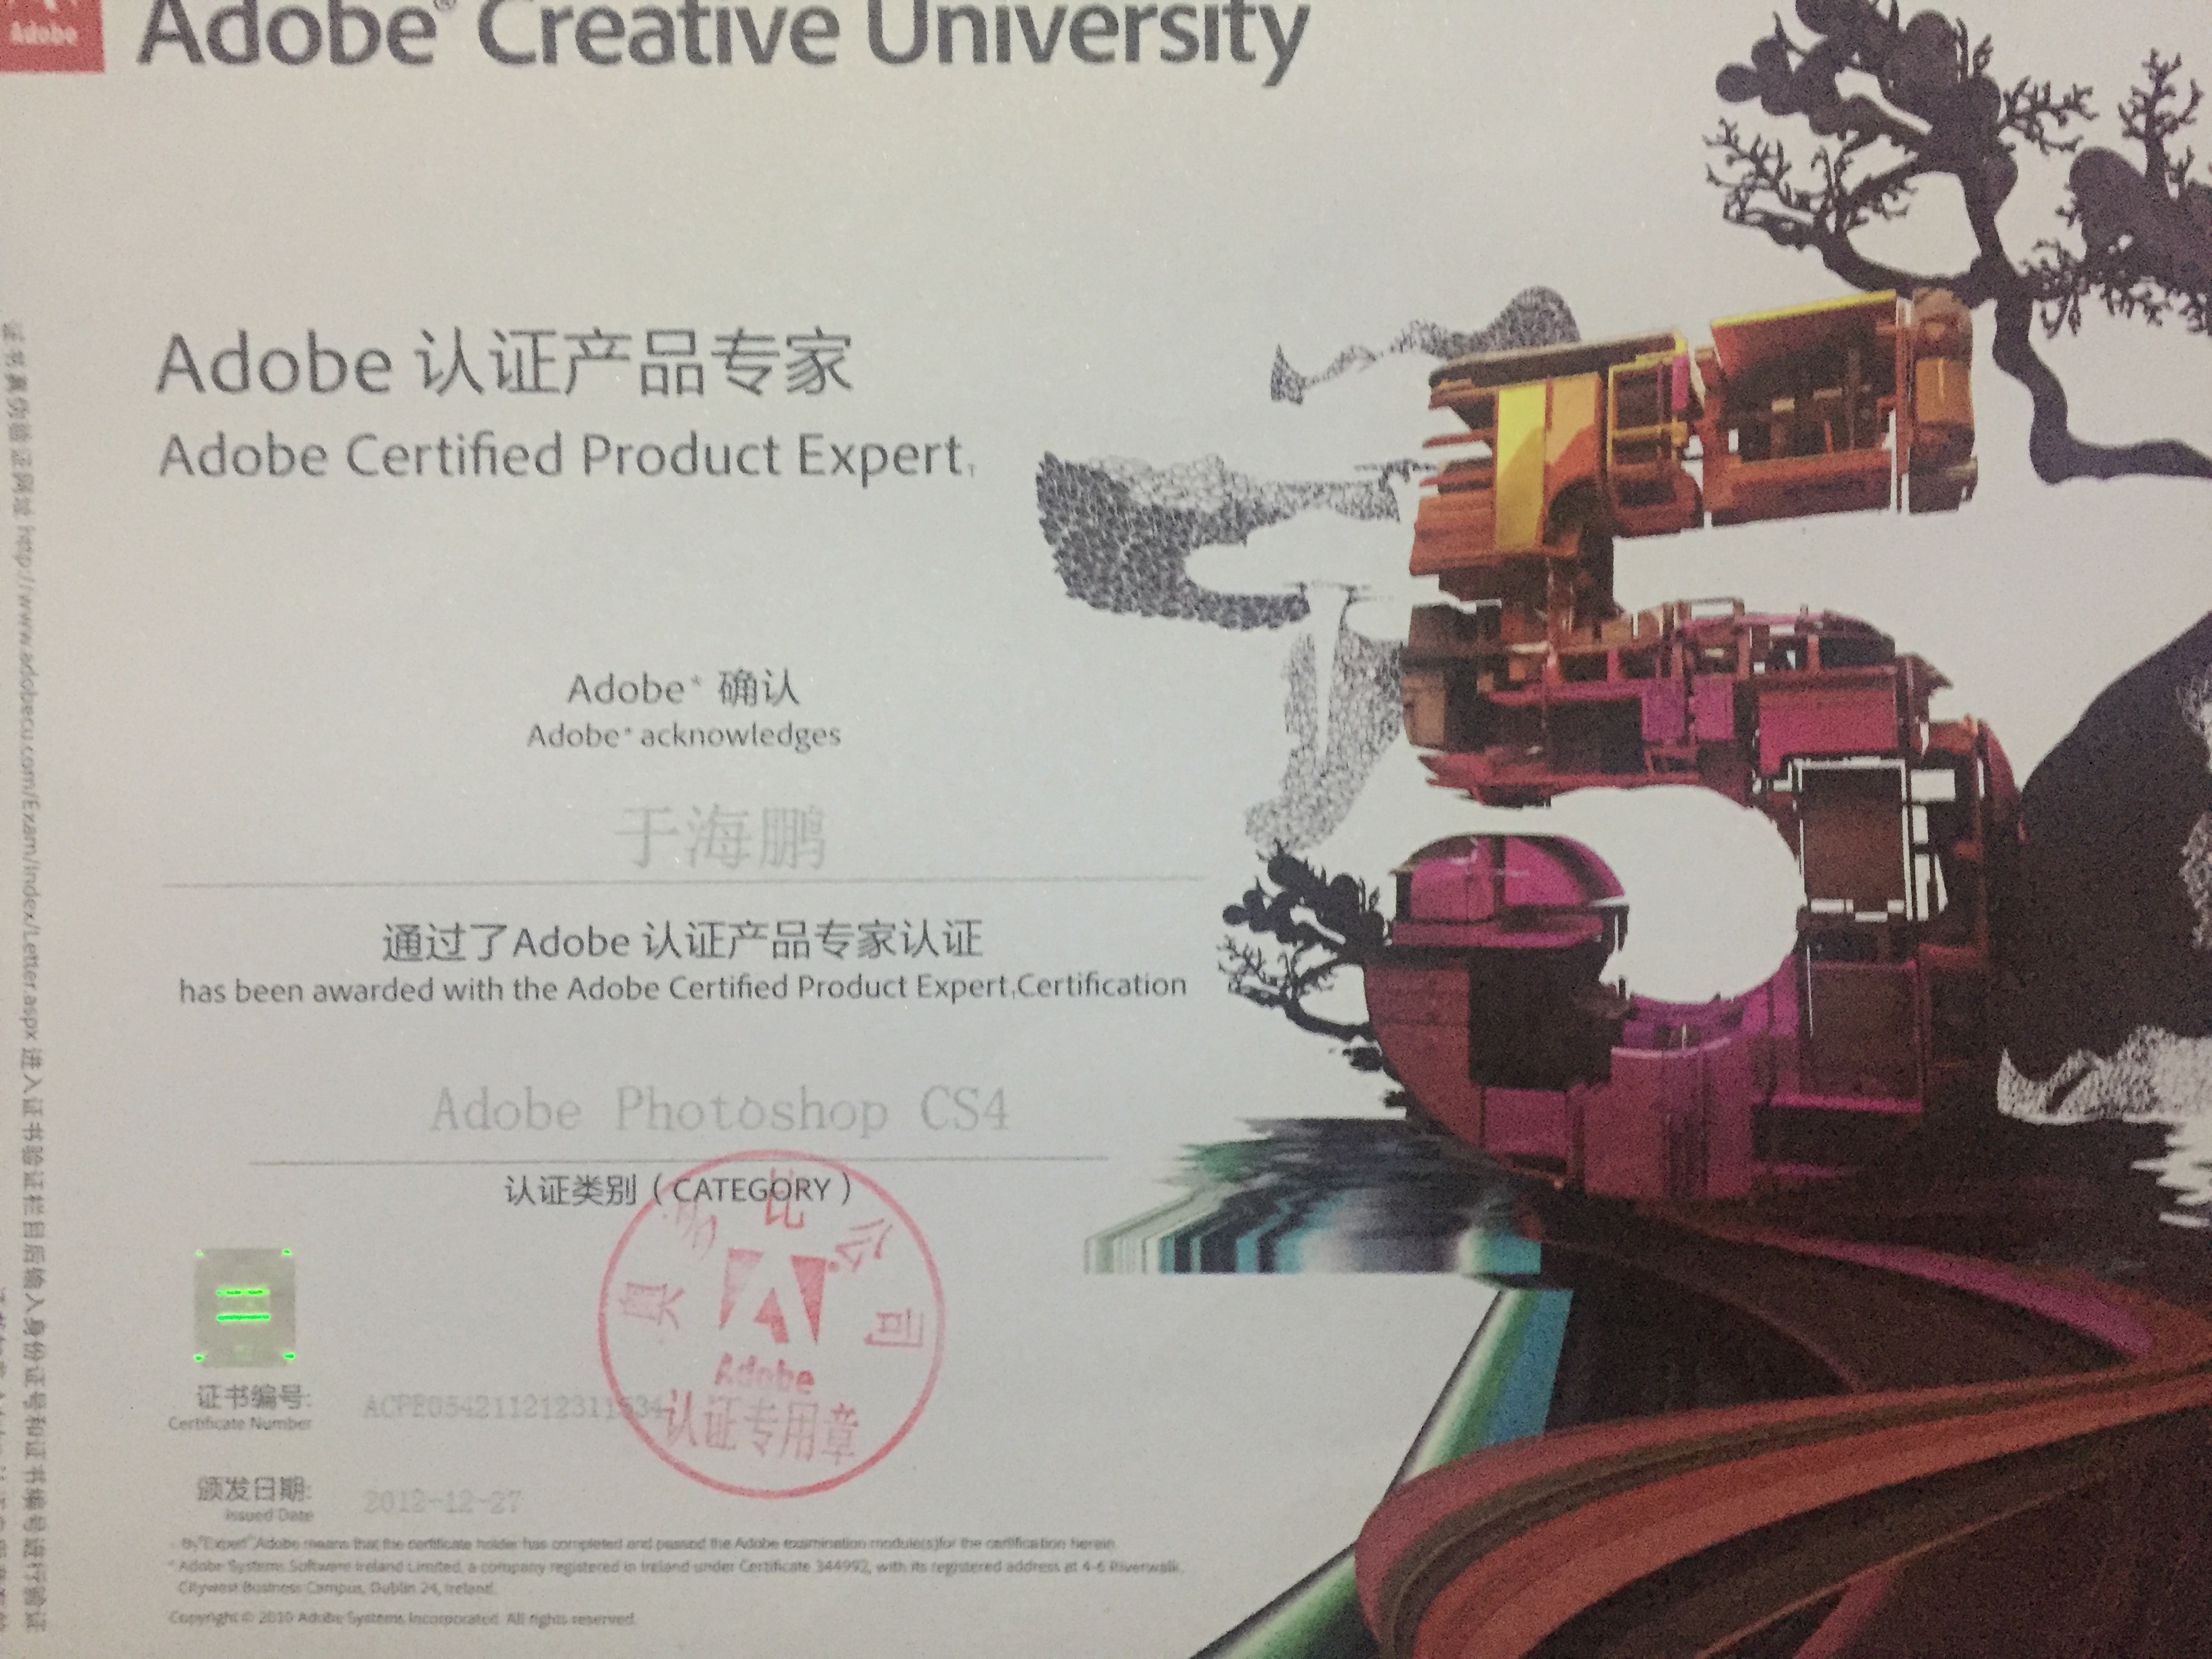 Adobe
Adobe® Creative University
Adobe 认证产品专家
Adobe Certified Product Expert†
Adobe* 确认
Adobe* acknowledges
于海鹏
通过了Adobe 认证产品专家认证
has been awarded with the Adobe Certified Product Expert†Certification
Adobe Photoshop CS4
认证类别（CATEGORY）
奥多比公司
Adobe
认证专用章
证书编号:
Certificate Number
颁发日期:
Issued Date
2012-12-27
By "Expert" Adobe means that the certificate holder has completed and passed the Adobe examination module(s)for the certification herein.
* Adobe Systems Software Ireland Limited, a company registered in Ireland under Certificate 344992, with its registered address at 4-6 Riverwalk,
Citywest Business Campus, Dublin 24, Ireland.
Copyright © 2010 Adobe Systems Incorporated. All rights reserved.
证书真伪验证网址 http://www.adobecu.com/Exam/index/Letter.aspx 进入证书验证栏目后输入身份证号和证书编号进行验证